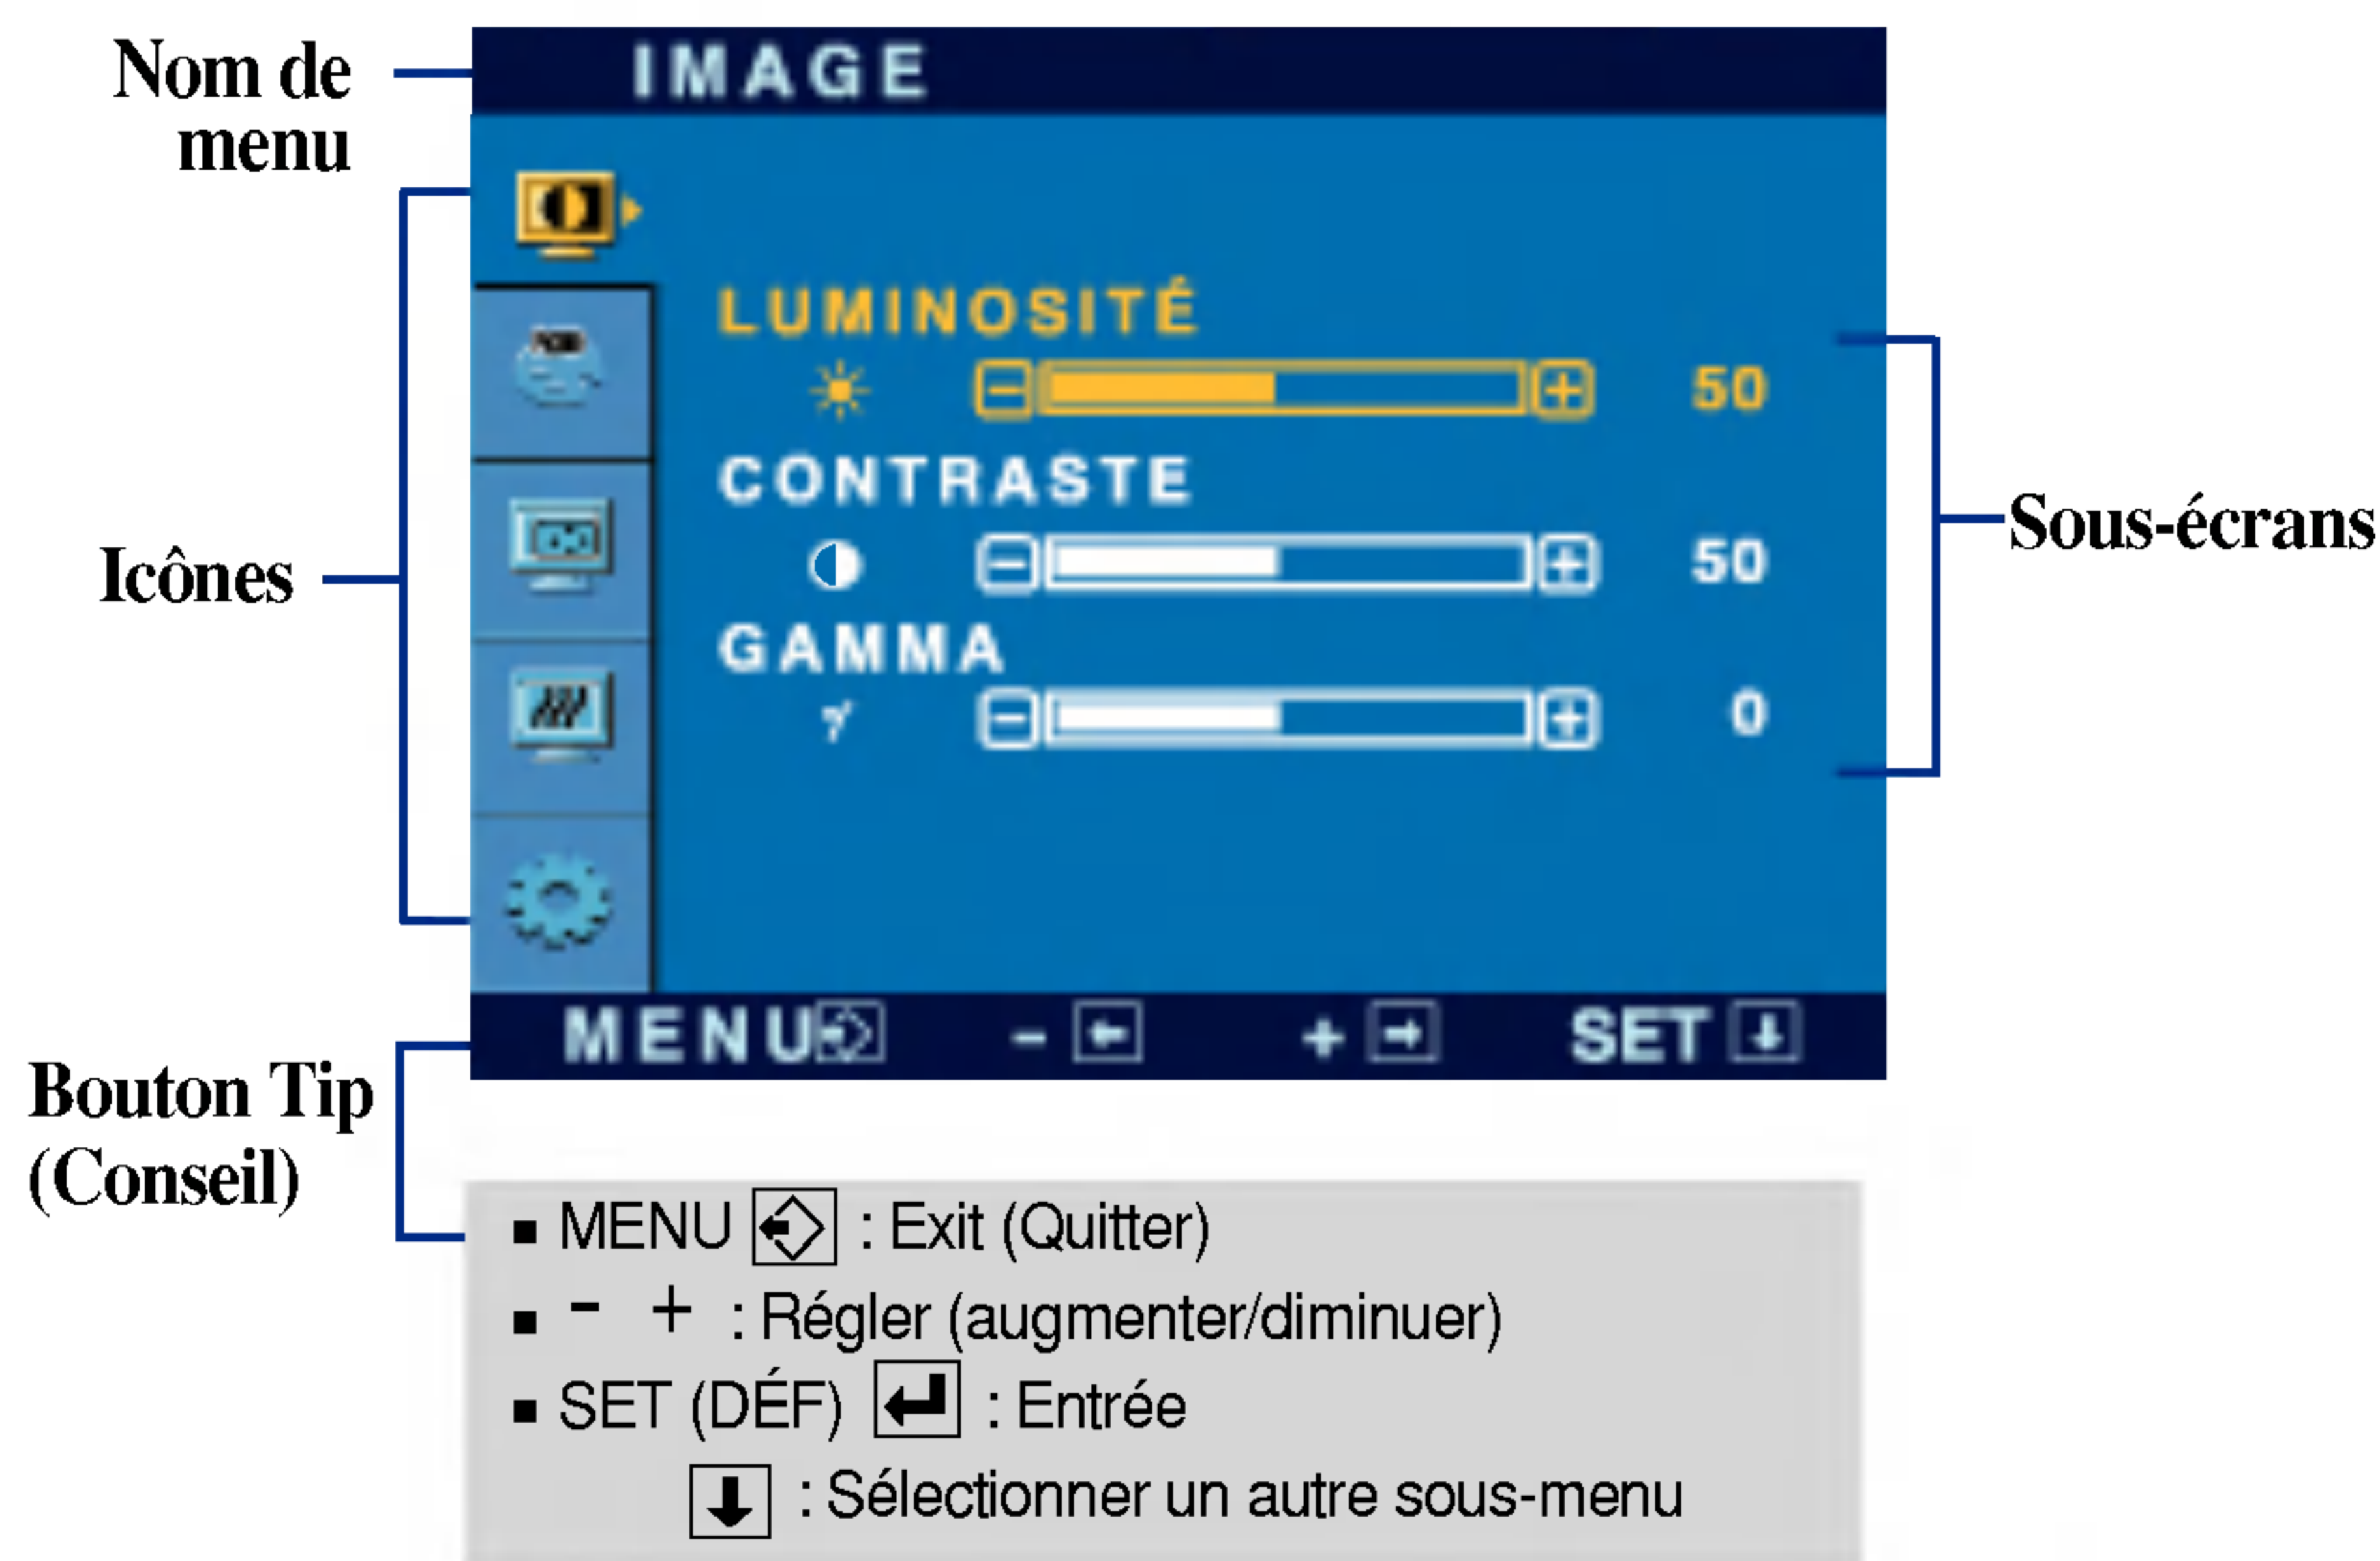 Nom de
menu
IMAGE
LUMINOSITÉ
50
CONTRASTE
50
GAMMA
0
Icônes
Sous-écrans
MENU - + SET
Bouton Tip
(Conseil)
▪ MENU : Exit (Quitter)
▪ - + : Régler (augmenter/diminuer)
▪ SET (DÉF) : Entrée
: Sélectionner un autre sous-menu